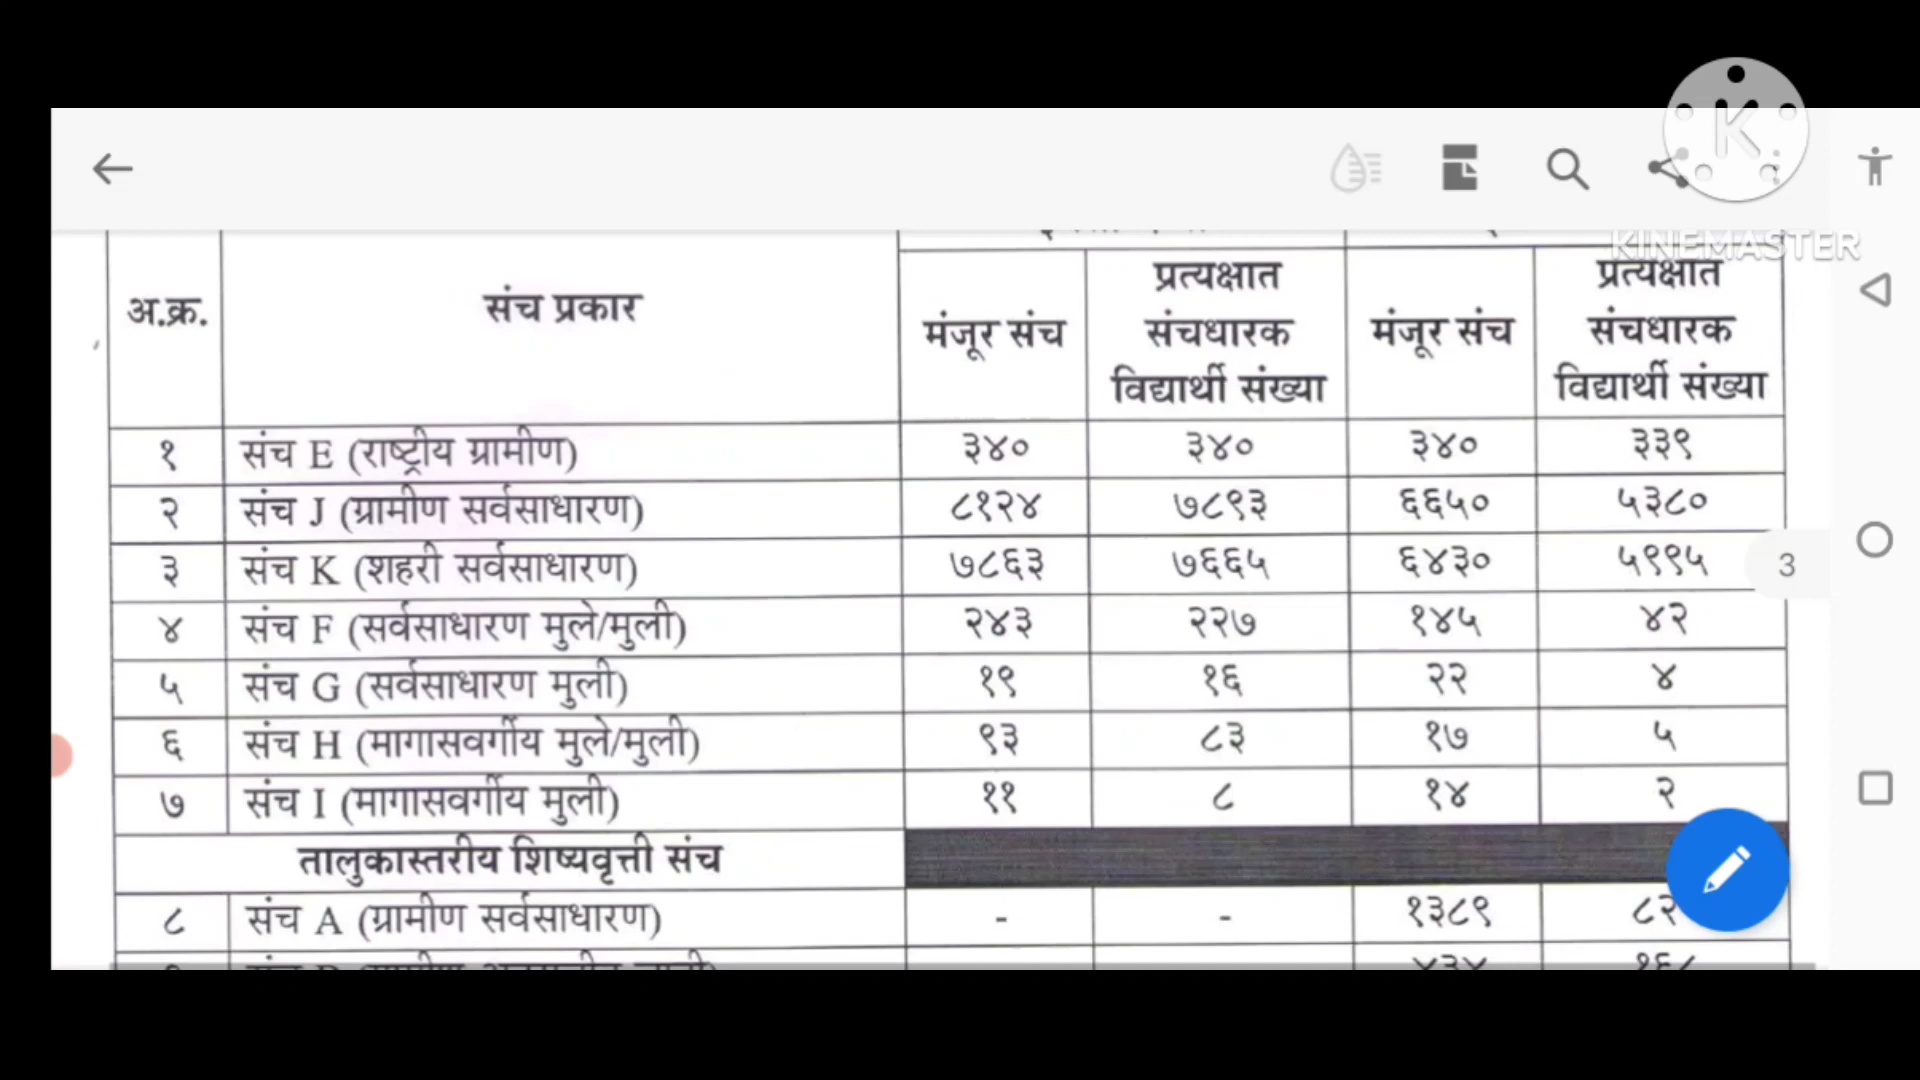 K
KINEMASTER
अ.क्र. संच प्रकार मंजूर संच प्रत्यक्षात संचधारक विद्यार्थी संख्या मंजूर संच प्रत्यक्षात संचधारक विद्यार्थी संख्या
१ संच E (राष्ट्रीय ग्रामीण) ३४० ३४० ३४० ३३९
२ संच J (ग्रामीण सर्वसाधारण) ८१२४ ७८९३ ६६५० ५३८०
३ संच K (शहरी सर्वसाधारण) ७८६३ ७६६५ ६४३० ५९९५
3
४ संच F (सर्वसाधारण मुले/मुली) २४३ २२७ १४५ ४२
५ संच G (सर्वसाधारण मुली) १९ १६ २२ ४
६ संच H (मागासवर्गीय मुले/मुली) ९३ ८३ १७ ५
७ संच I (मागासवर्गीय मुली) ११ ८ १४ २
तालुकास्तरीय शिष्यवृत्ती संच
८ संच A (ग्रामीण सर्वसाधारण) - - १३८९